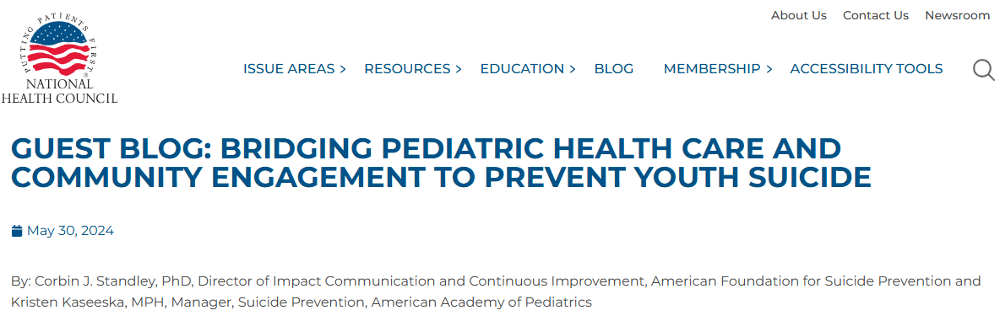 About Us Contact Us Newsroom
PUTTING PATIENTS FIRST
®
NATIONAL
HEALTH COUNCIL
ISSUE AREAS RESOURCES EDUCATION BLOG MEMBERSHIP ACCESSIBILITY TOOLS
GUEST BLOG: BRIDGING PEDIATRIC HEALTH CARE AND
COMMUNITY ENGAGEMENT TO PREVENT YOUTH SUICIDE
May 30, 2024
By: Corbin J. Standley, PhD, Director of Impact Communication and Continuous Improvement, American Foundation for Suicide Prevention and
Kristen Kaseeska, MPH, Manager, Suicide Prevention, American Academy of Pediatrics